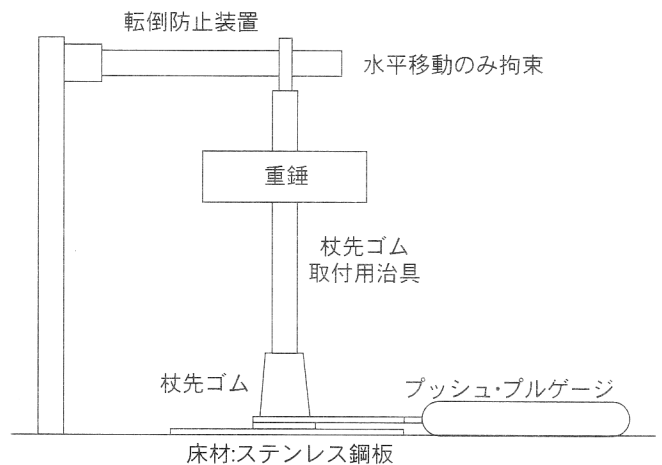 転倒防止装置
水平移動のみ拘束
重錘
杖先ゴム
取付用治具
杖先ゴム
プッシュ・プルゲージ
床材:ステンレス鋼板